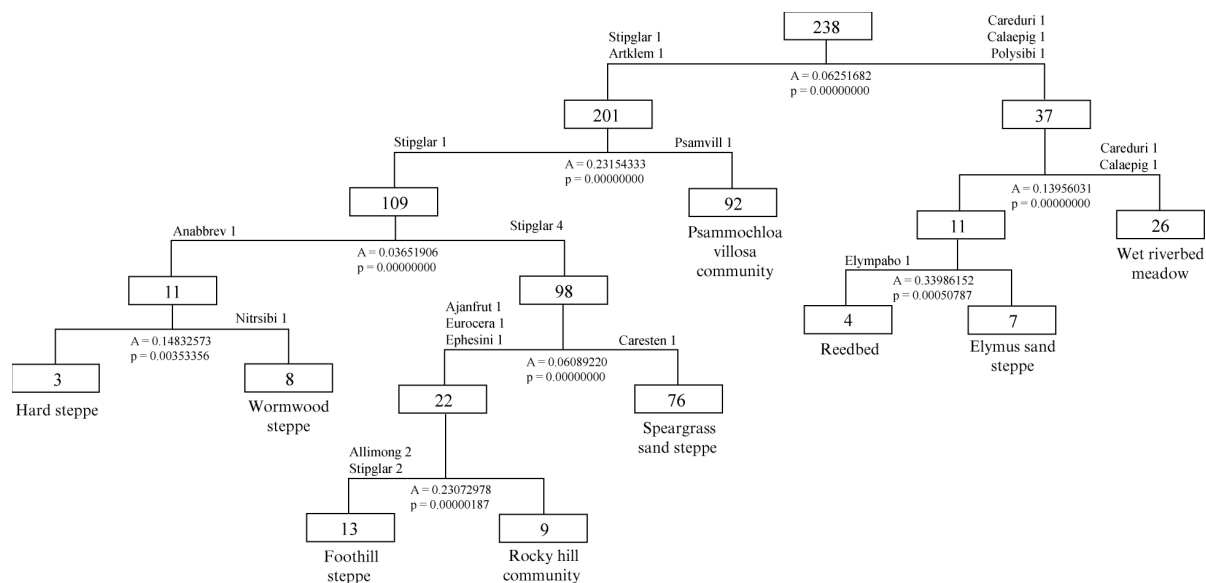 238
Stipglar 1
Artklem 1
Careduri 1
Calaepig 1
Polysibi 1
A = 0.06251682
p = 0.00000000
201
37
Stipglar 1
Psamvill 1
A = 0.23154333
p = 0.00000000
Careduri 1
Calaepig 1
A = 0.13956031
p = 0.00000000
109
92
Psammochloa
villosa
community
11
26
Wet riverbed
meadow
Anabbrev 1
Stipglar 4
A = 0.03651906
p = 0.00000000
Elympabo 1
A = 0.33986152
p = 0.00050787
11
98
4
Reedbed
7
Elymus sand
steppe
Nitrsibi 1
A = 0.14832573
p = 0.00353356
Ajanfrut 1
Eurocera 1
Ephesini 1
Caresten 1
A = 0.06089220
p = 0.00000000
3
Hard steppe
8
Wormwood
steppe
22
76
Speargrass
sand steppe
Allimong 2
Stipglar 2
A = 0.23072978
p = 0.00000187
13
Foothill
steppe
9
Rocky hill
community